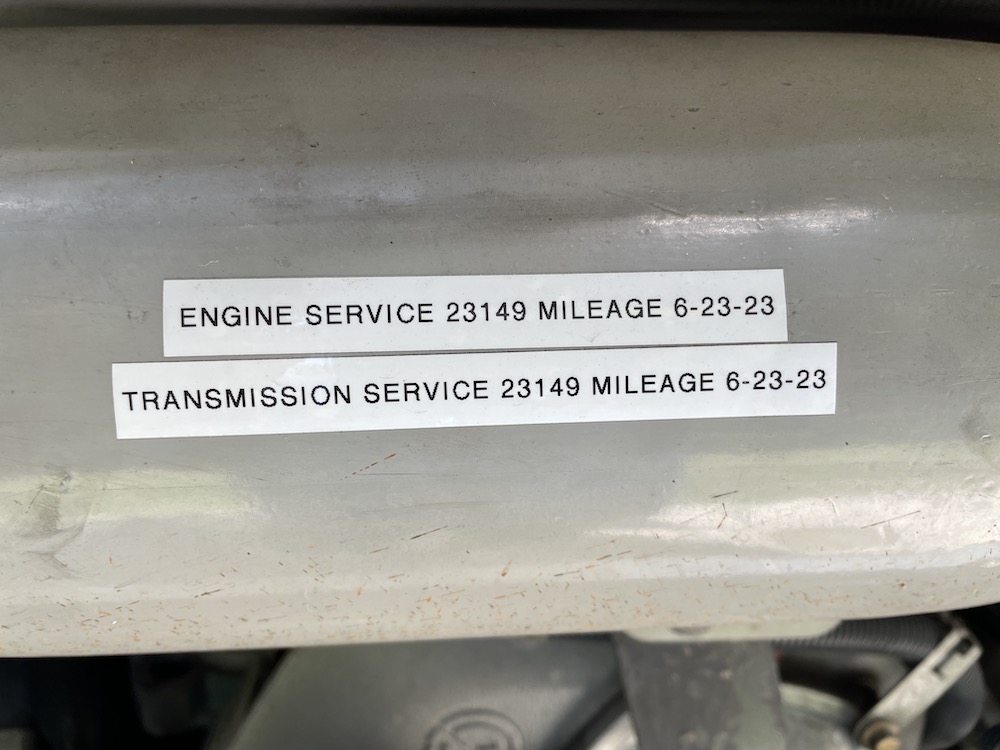 ENGINE SERVICE 23149 MILEAGE 6-23-23
TRANSMISSION SERVICE 23149 MILEAGE 6-23-23